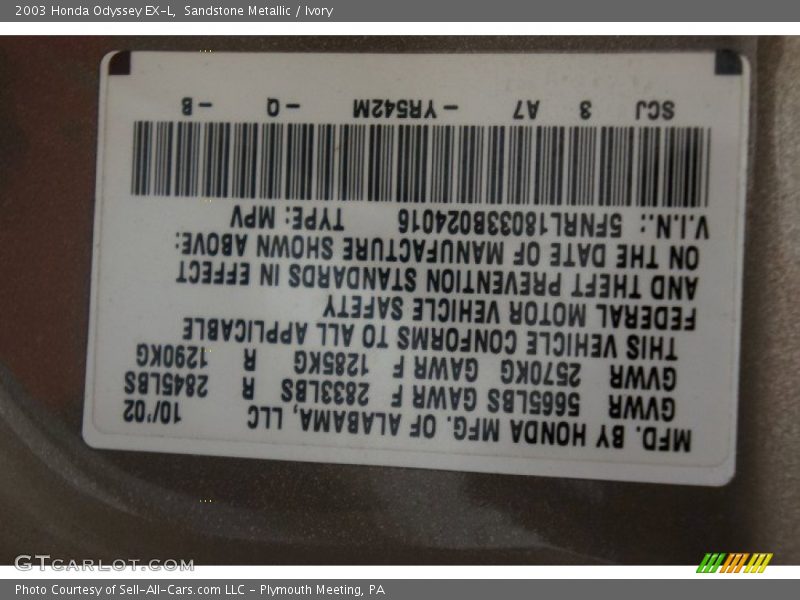 2003 Honda Odyssey EX-L,  Sandstone Metallic / Ivory
MFD. BY HONDA MFG. OF ALABAMA, LLC 10/'02
GVWR 5665LBS GAWR F 2833LBS R 2845LBS
GVWR 2570KG GAWR F 1285KG R 1290KG
THIS VEHICLE CONFORMS TO ALL APPLICABLE
FEDERAL MOTOR VEHICLE SAFETY
AND THEFT PREVENTION STANDARDS IN EFFECT
ON THE DATE OF MANUFACTURE SHOWN ABOVE:
V.I.N.: 5FNRL18033B024016 TYPE: MPV
SCJ 3 A7 - YR542M - Q - B
GTCARLOT.COM
Photo Courtesy of Sell-All-Cars.com LLC - Plymouth Meeting, PA